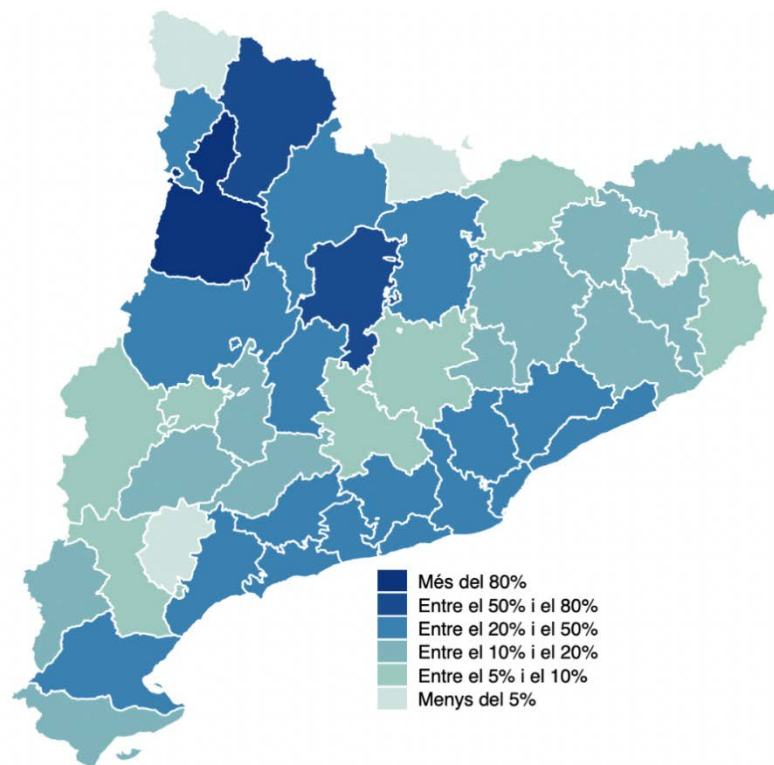 Més del 80%
Entre el 50% i el 80%
Entre el 20% i el 50%
Entre el 10% i el 20%
Entre el 5% i el 10%
Menys del 5%